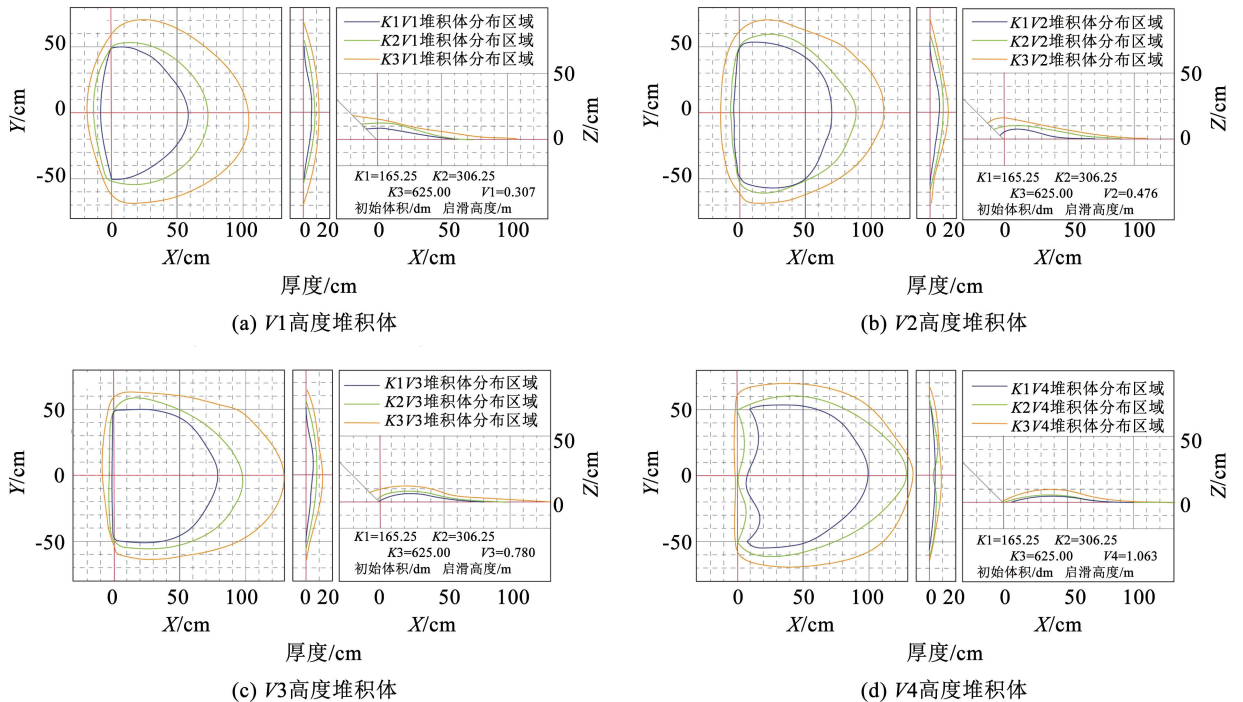 K1V1堆积体分布区域
K2V1堆积体分布区域
K3V1堆积体分布区域
50
0
-50
Y/cm
50
0
Z/cm
K1=165.25 K2=306.25
K3=625.00 V1=0.307
初始体积/dm 启滑高度/m
0 50 100 0 20 0 50 100
X/cm X/cm
厚度/cm
(a) V1高度堆积体
K1V2堆积体分布区域
K2V2堆积体分布区域
K3V2堆积体分布区域
50
0
-50
Y/cm
50
0
Z/cm
K1=165.25 K2=306.25
K3=625.00 V2=0.476
初始体积/dm 启滑高度/m
0 50 100 0 20 0 50 100
X/cm X/cm
厚度/cm
(b) V2高度堆积体
K1V3堆积体分布区域
K2V3堆积体分布区域
K3V3堆积体分布区域
50
0
-50
Y/cm
50
0
Z/cm
K1=165.25 K2=306.25
K3=625.00 V3=0.780
初始体积/dm 启滑高度/m
0 50 100 0 20 0 50 100
X/cm X/cm
厚度/cm
(c) V3高度堆积体
K1V4堆积体分布区域
K2V4堆积体分布区域
K3V4堆积体分布区域
50
0
-50
Y/cm
50
0
Z/cm
K1=165.25 K2=306.25
K3=625.00 V4=1.063
初始体积/dm 启滑高度/m
0 50 100 0 20 0 50 100
X/cm X/cm
厚度/cm
(d) V4高度堆积体